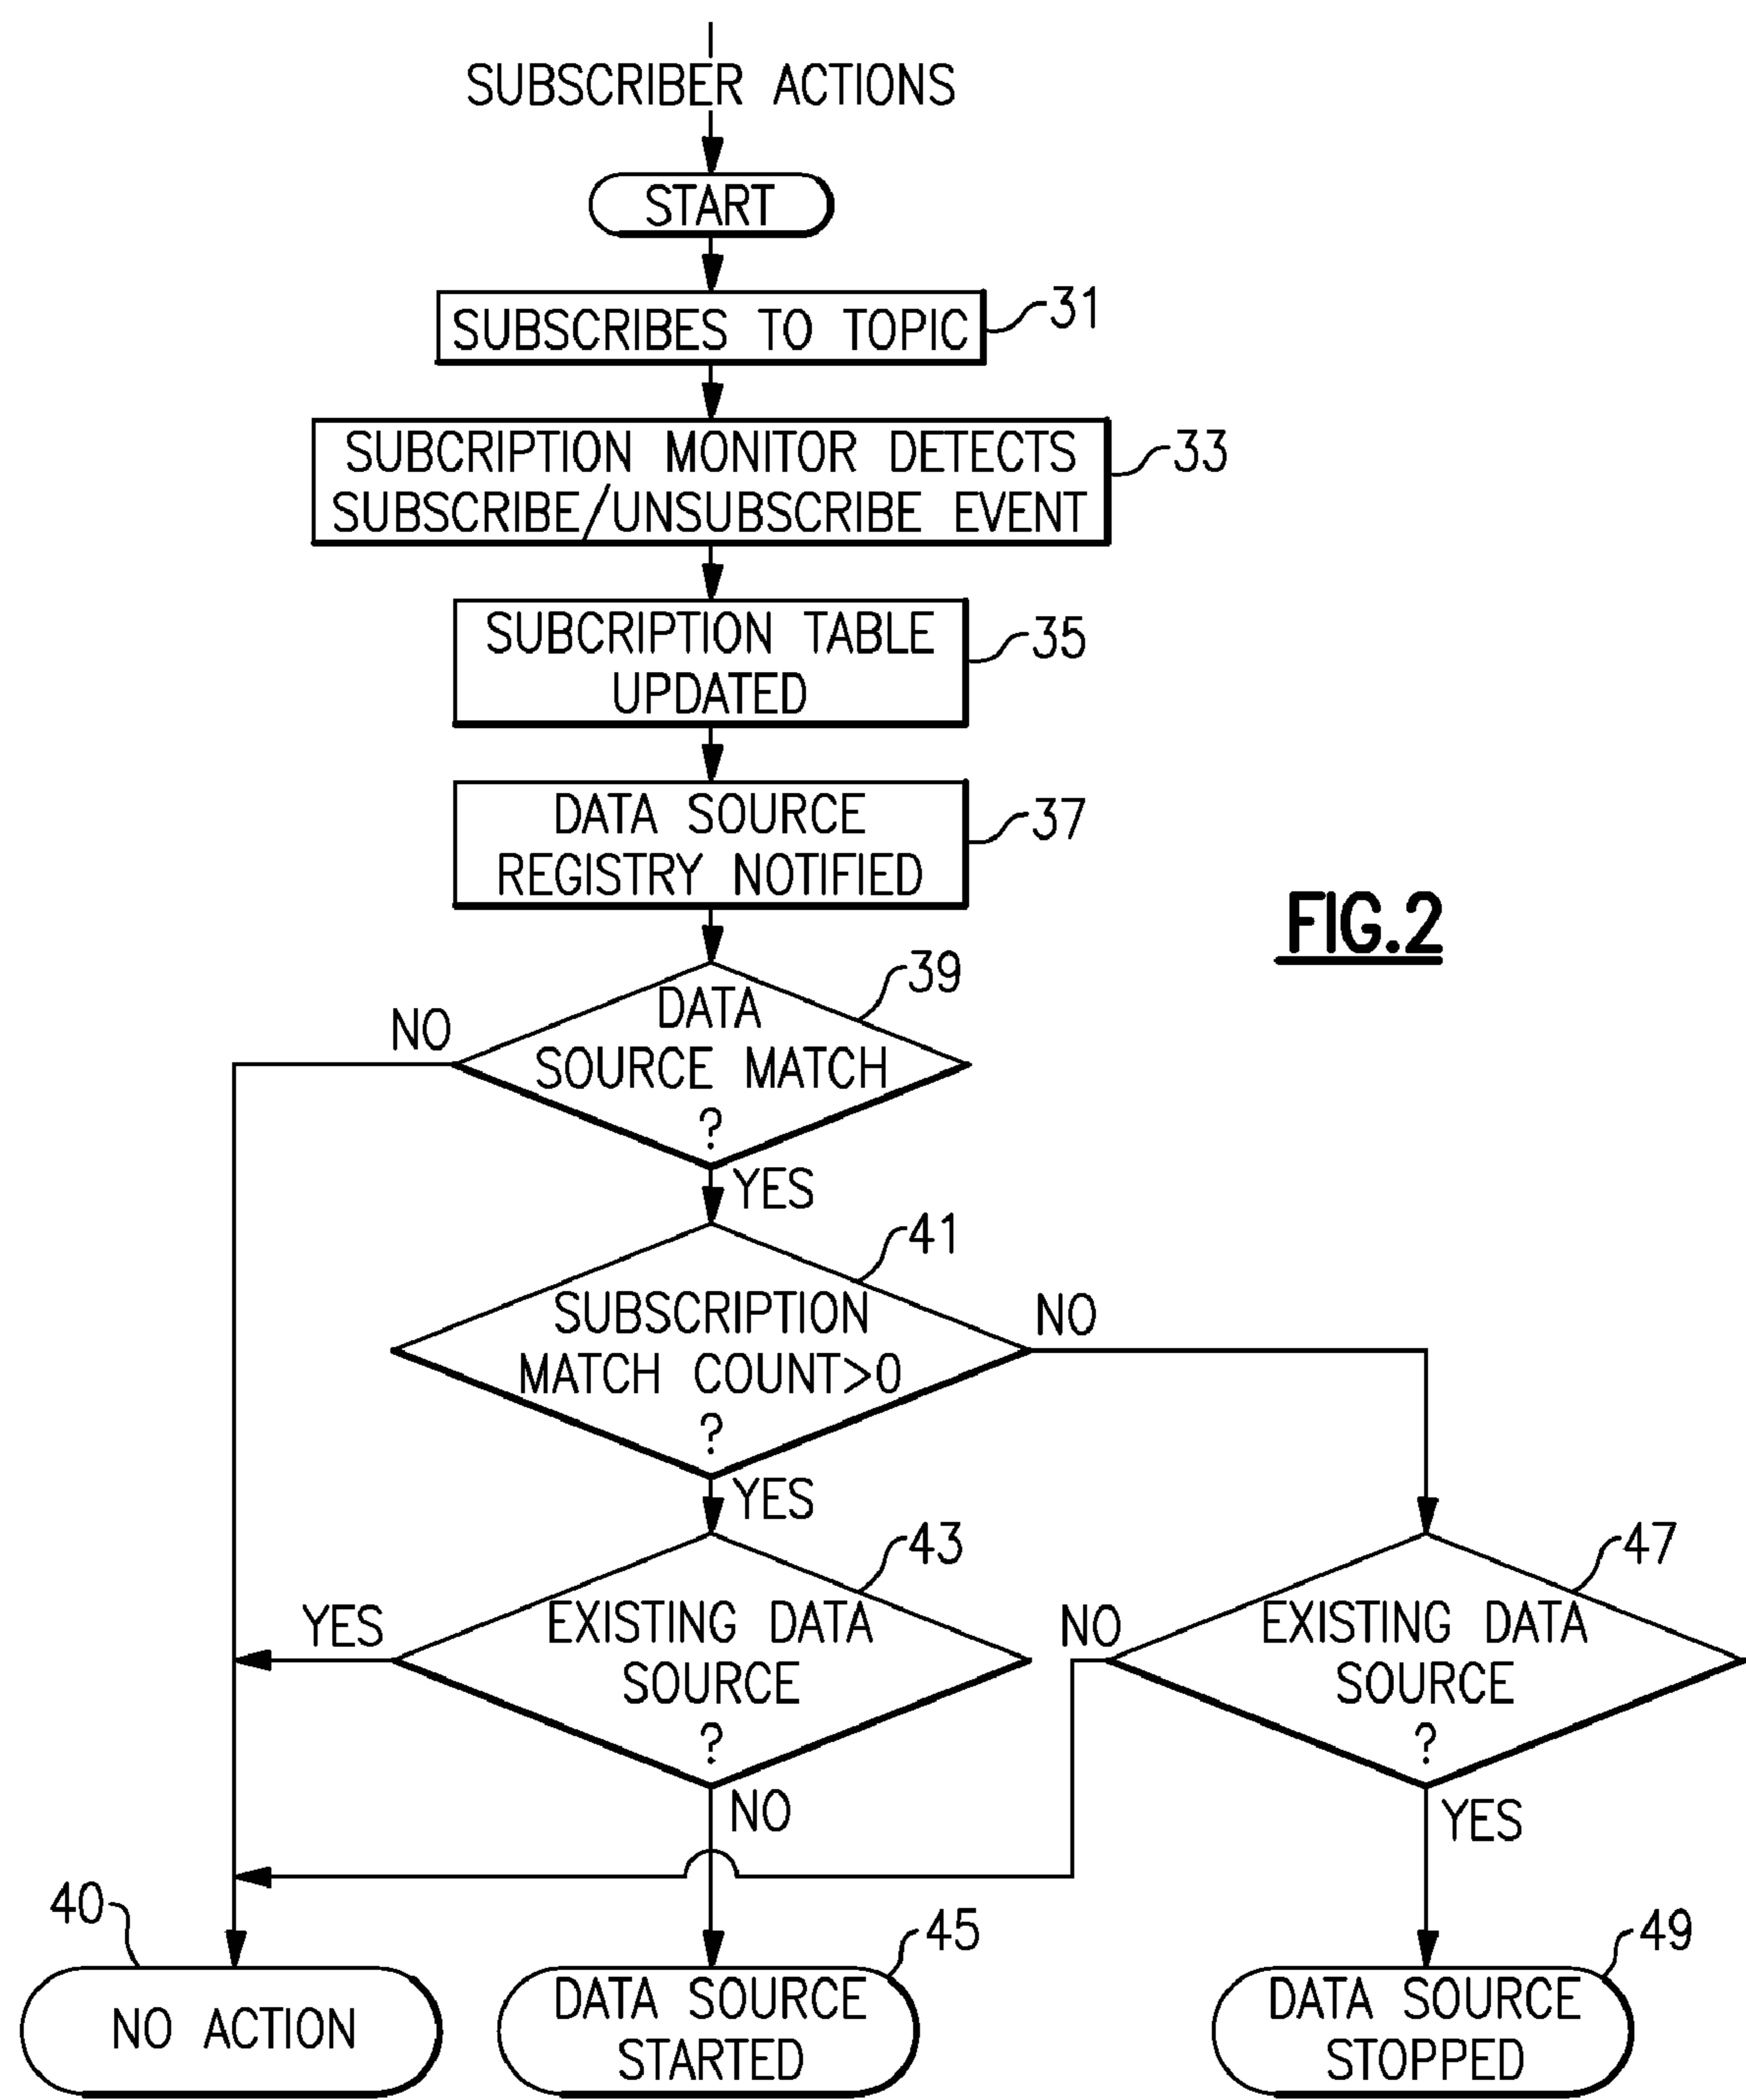 SUBSCRIBER ACTIONS
START
SUBSCRIBES TO TOPIC
31
SUBCRIPTION MONITOR DETECTS
SUBSCRIBE/UNSUBSCRIBE EVENT
33
SUBCRIPTION TABLE
UPDATED
35
DATA SOURCE
REGISTRY NOTIFIED
37
FIG.2
39
DATA
SOURCE MATCH
?
NO
YES
41
SUBSCRIPTION
MATCH COUNT>0
?
NO
YES
43
EXISTING DATA
SOURCE
?
YES
NO
47
EXISTING DATA
SOURCE
?
NO
YES
40
NO ACTION
45
DATA SOURCE
STARTED
49
DATA SOURCE
STOPPED